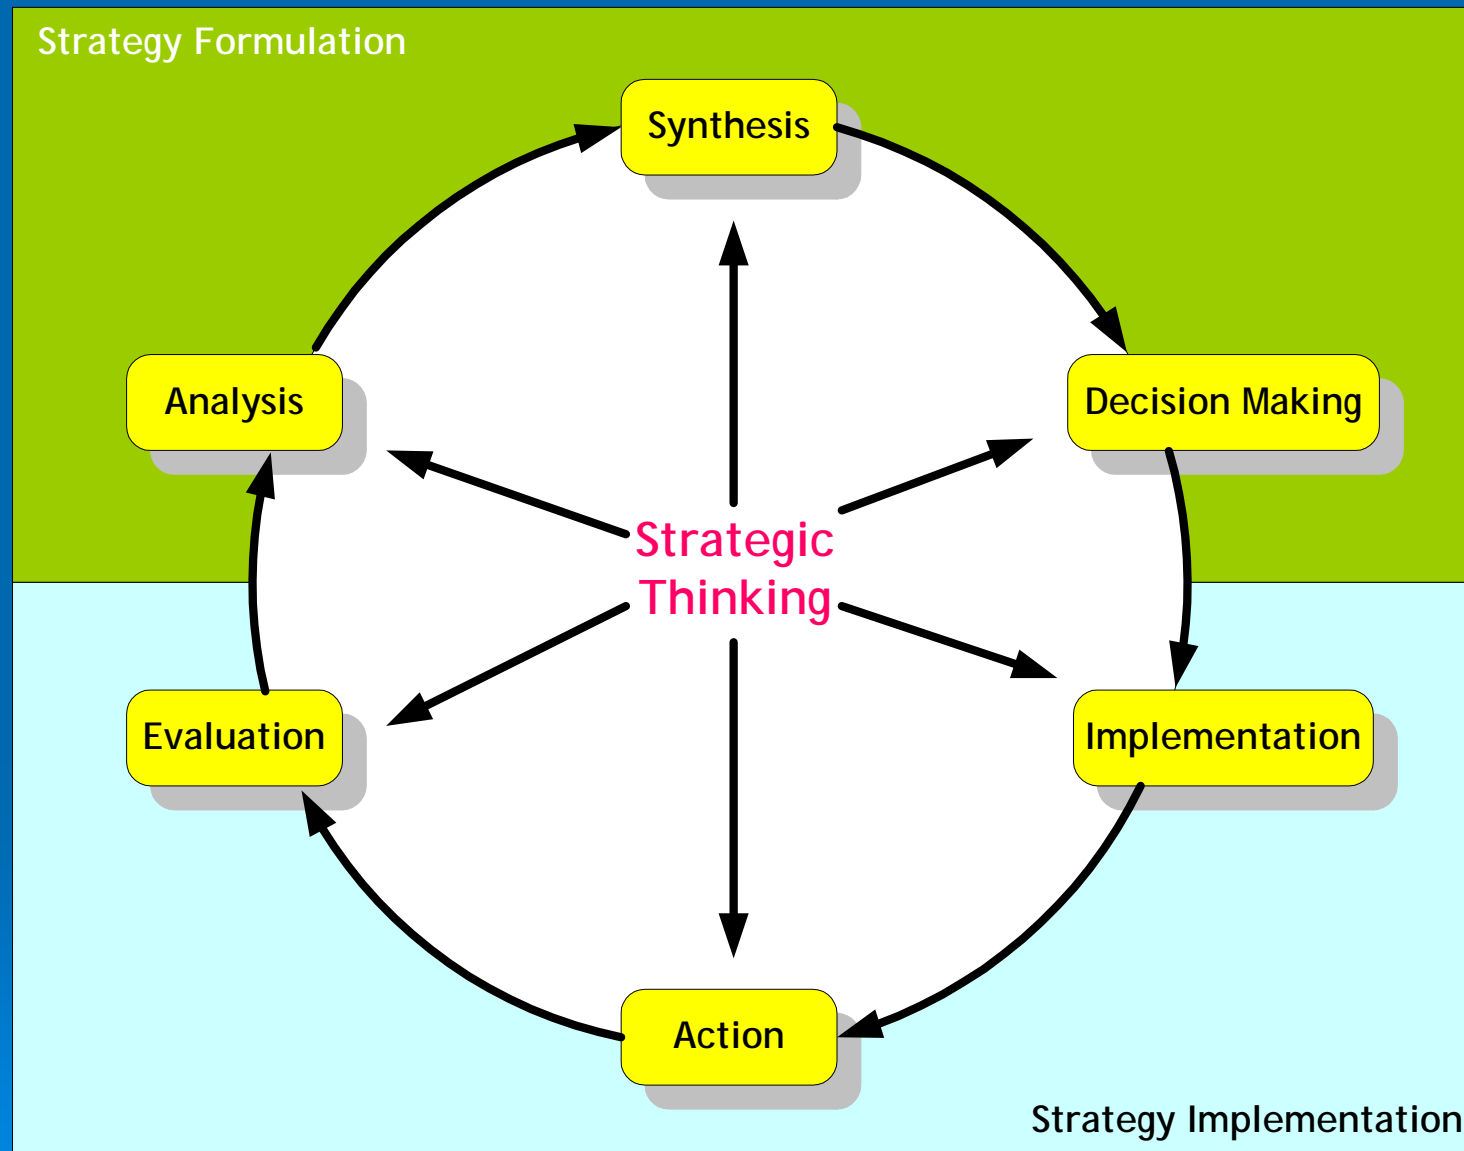 Strategy Formulation
Synthesis
Analysis
Decision Making
Strategic
Thinking
Evaluation
Implementation
Action
Strategy Implementation